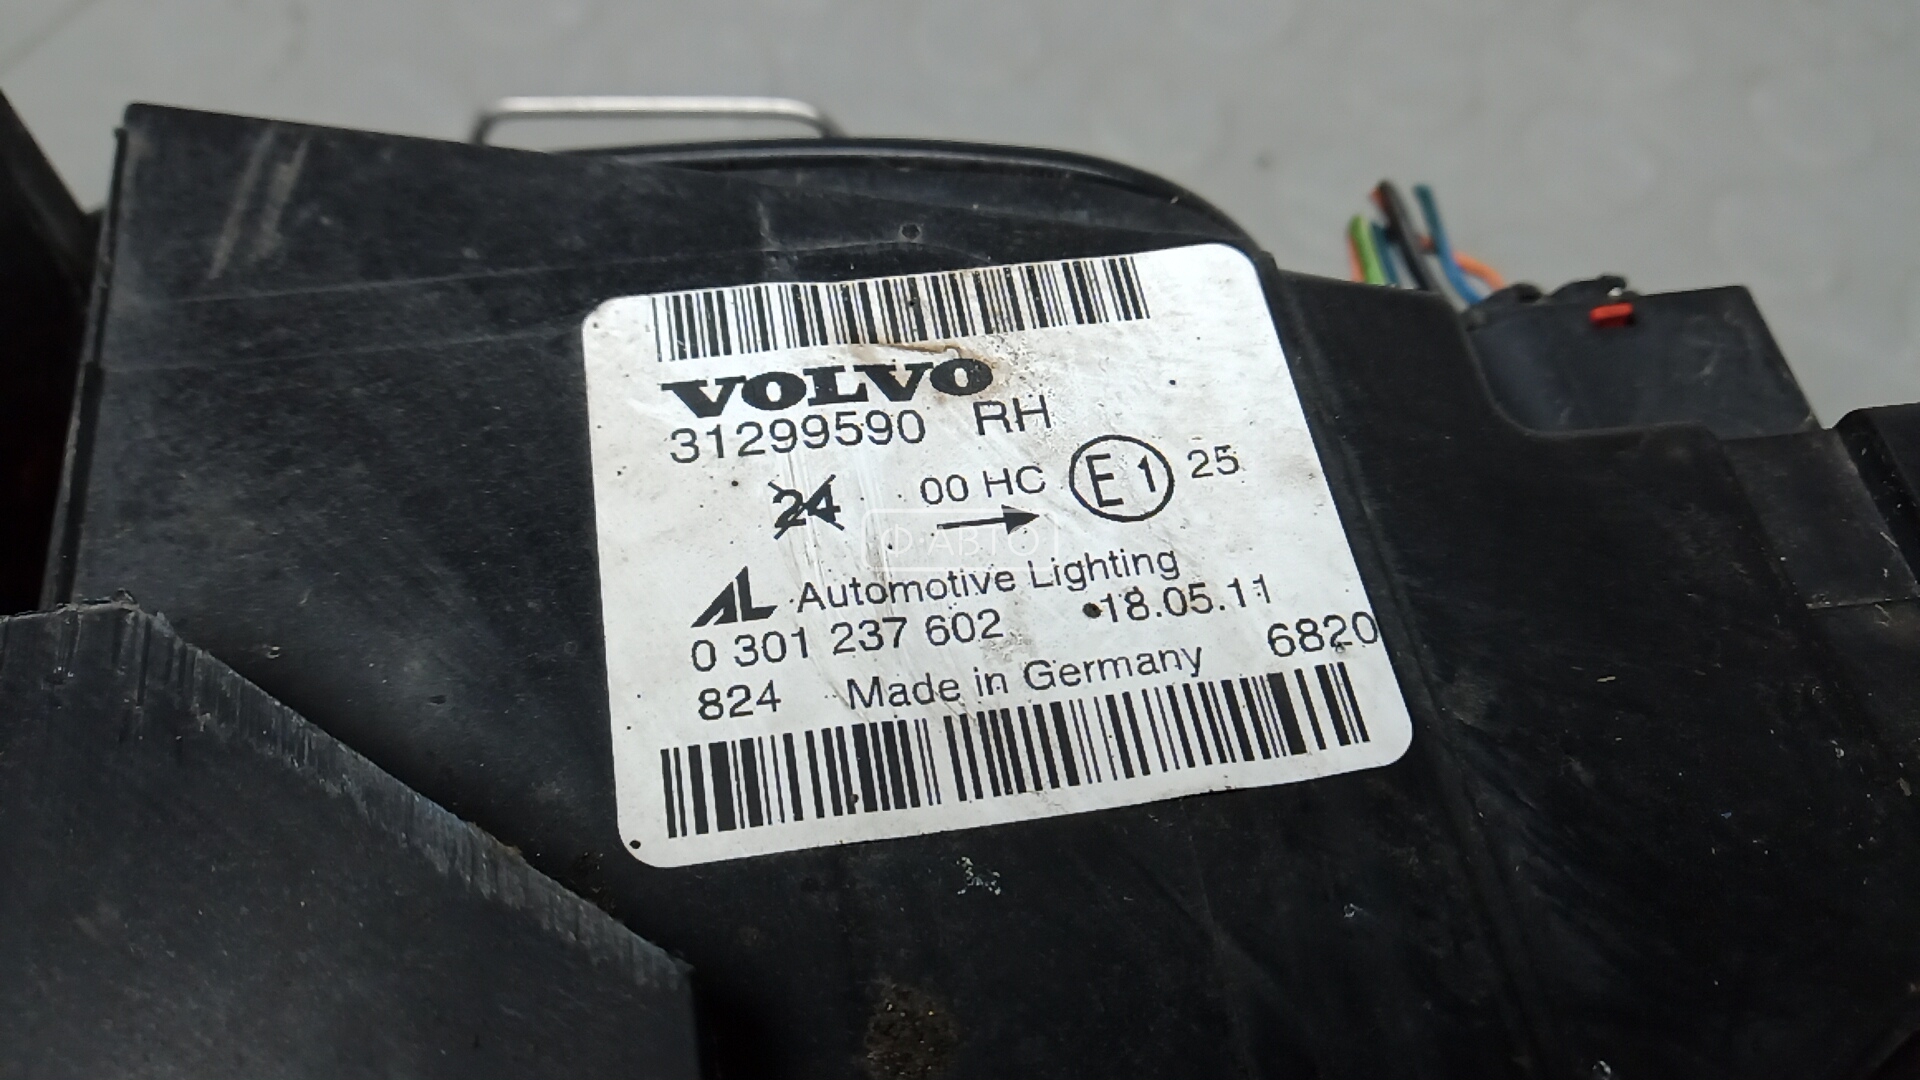 VOLVO
31299590 RH
24 00 HC E1 25
Ф-АВТО
AL Automotive Lighting
0 301 237 602 18.05.11
824 Made in Germany 6820